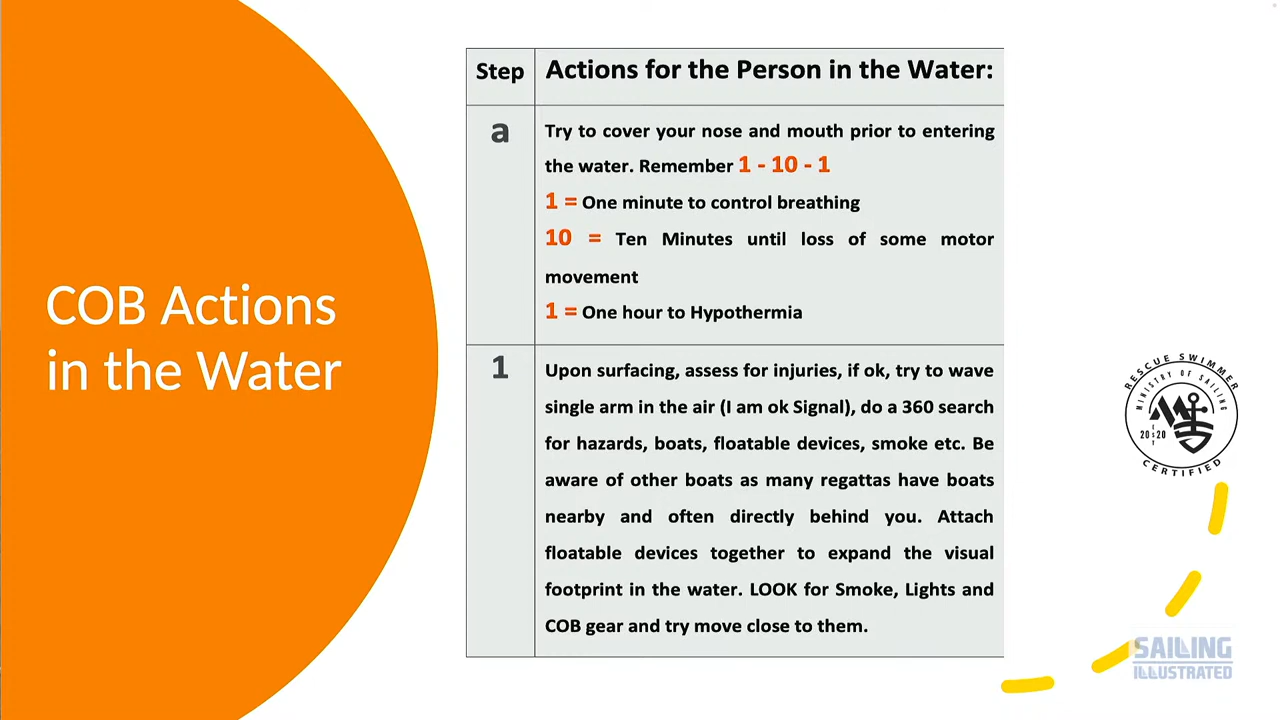 COB Actions
in the Water
Step
Actions for the Person in the Water:
a
Try to cover your nose and mouth prior to entering
the water. Remember 1 - 10 - 1
1 = One minute to control breathing
10 = Ten Minutes until loss of some motor
movement
1 = One hour to Hypothermia
1
Upon surfacing, assess for injuries, if ok, try to wave
single arm in the air (I am ok Signal), do a 360 search
for hazards, boats, floatable devices, smoke etc. Be
aware of other boats as many regattas have boats
nearby and often directly behind you. Attach
floatable devices together to expand the visual
footprint in the water. LOOK for Smoke, Lights and
COB gear and try move close to them.
RESCUE SWIMMER
MINISTRY OF SAILING
EST
2020
CERTIFIED
SAILING
ILLUSTRATED